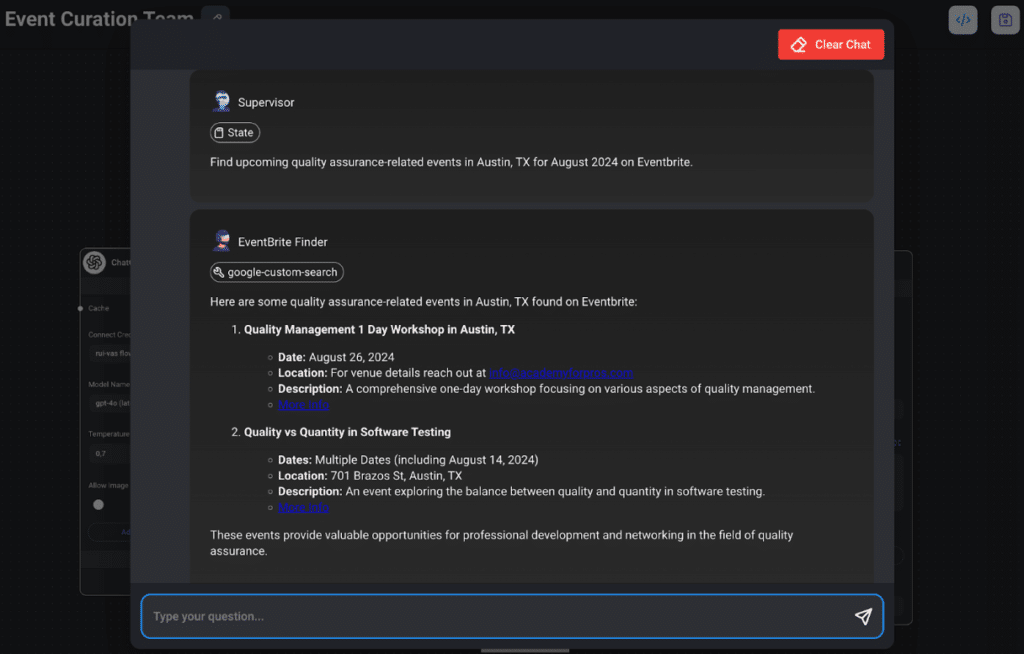 Event Curation Team
Clear Chat
Supervisor
State
Find upcoming quality assurance-related events in Austin, TX for August 2024 on Eventbrite.
EventBrite Finder
google-custom-search
Here are some quality assurance-related events in Austin, TX found on Eventbrite:
1. Quality Management 1 Day Workshop in Austin, TX
Date: August 26, 2024
Location: For venue details reach out at info@academyforpros.com
Description: A comprehensive one-day workshop focusing on various aspects of quality management.
More Info
2. Quality vs Quantity in Software Testing
Dates: Multiple Dates (including August 14, 2024)
Location: 701 Brazos St, Austin, TX
Description: An event exploring the balance between quality and quantity in software testing.
More Info
These events provide valuable opportunities for professional development and networking in the field of quality
assurance.
Cache
Model Name
Temperature
0.7
Allow Image
Type your question...